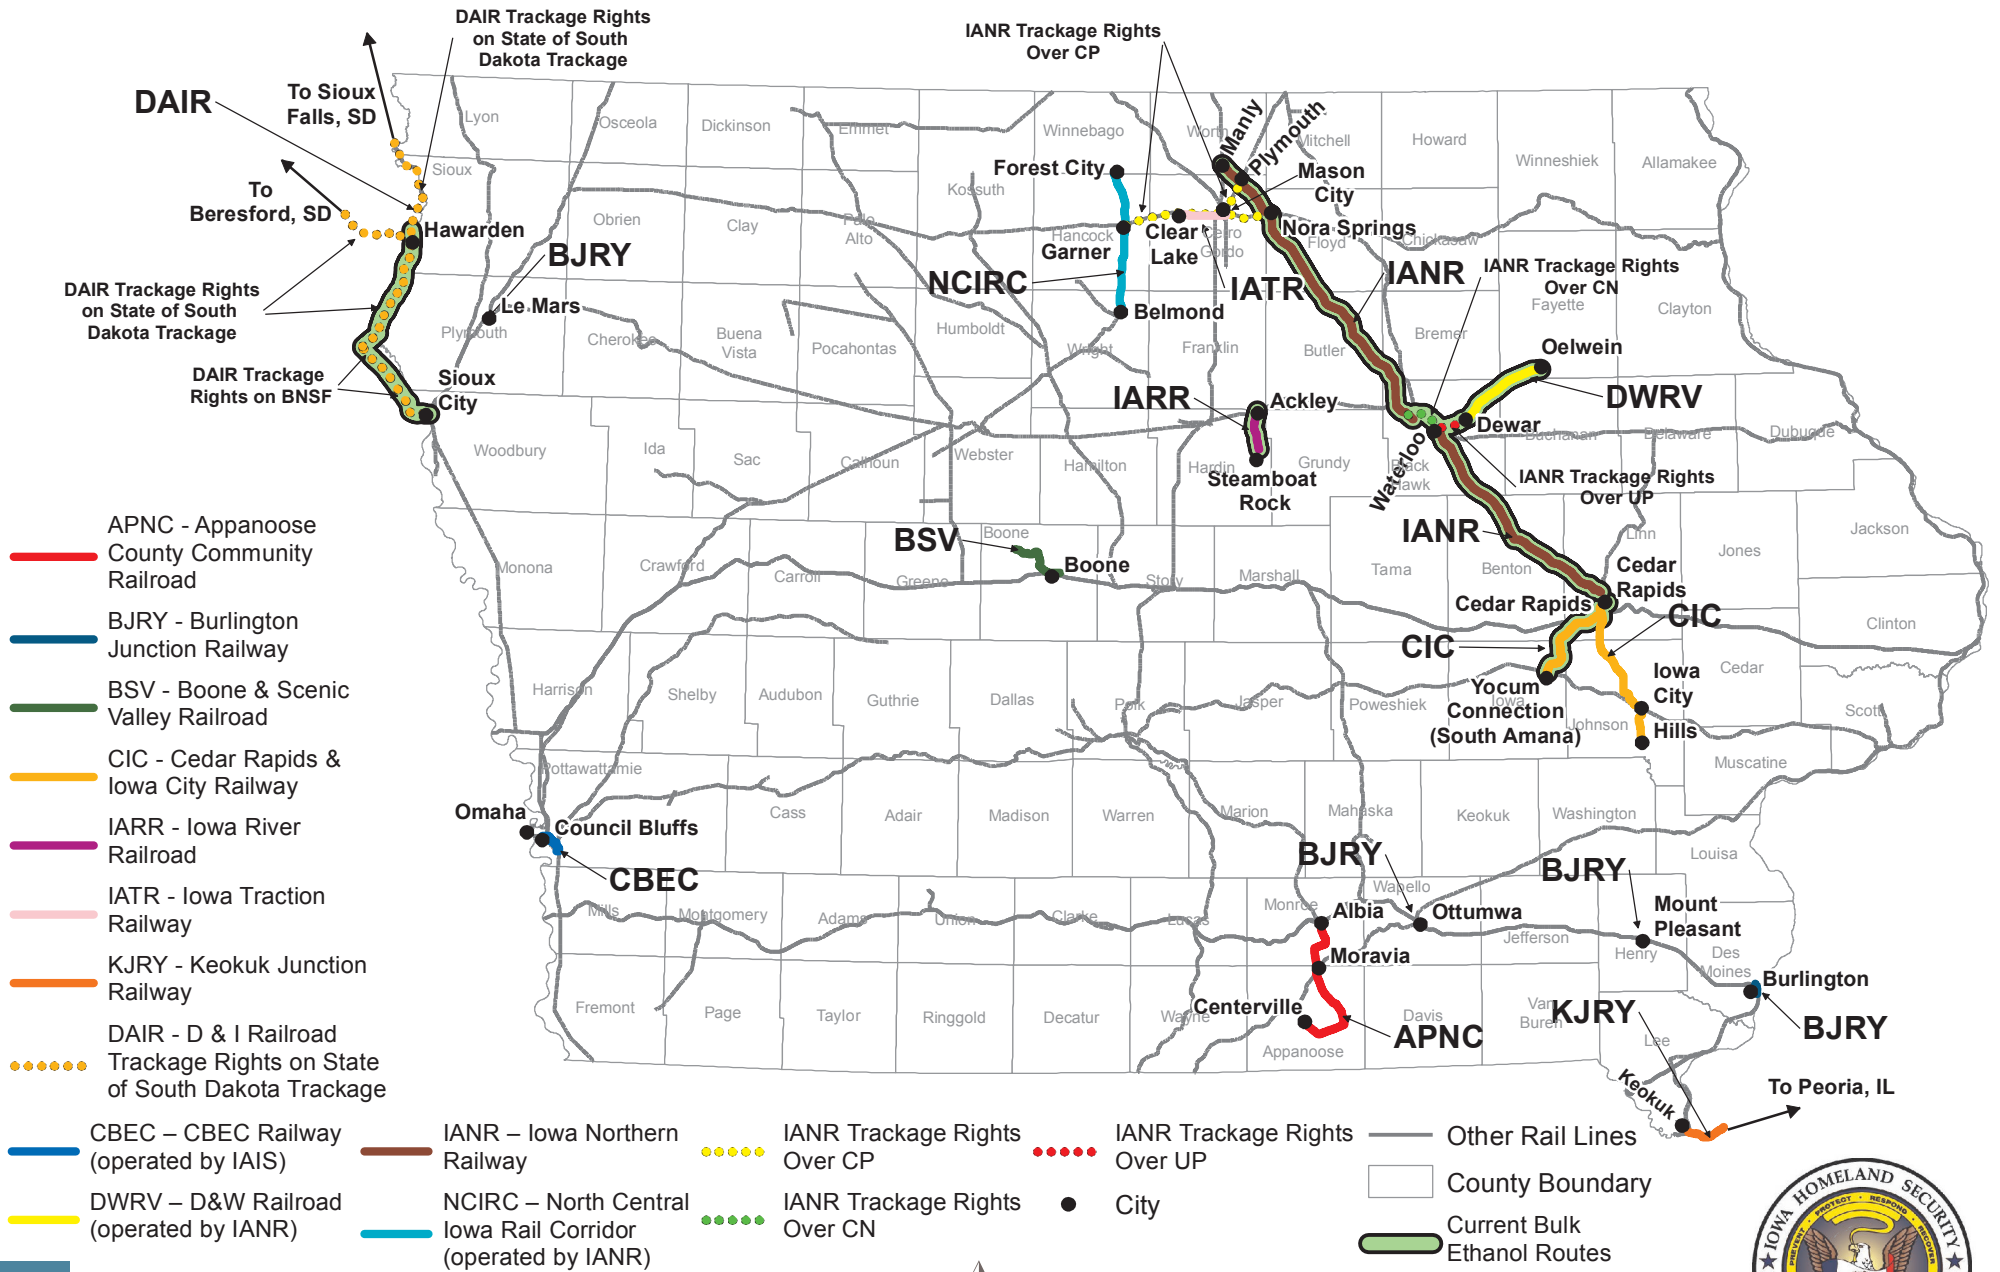 DAIR Trackage Rights
on State of South
Dakota Trackage
IANR Trackage Rights
Over CP
DAIR
To Sioux
Falls, SD
To
Beresford, SD
Lyon
Osceola
Dickinson
Emmet
Winnebago
Worth
Mitchell
Howard
Winneshiek
Allamakee
Manly
Plymouth
Sioux
Forest City
Mason
City
Kossuth
Hawarden
Obrien
Clay
Palo
Alto
Hancock
Garner
Clear
Lake
Cerro
Gordo
Nora Springs
Floyd
Chickasaw
BJRY
NCIRC
IATR
IANR
IANR Trackage Rights
Over CN
Fayette
Clayton
DAIR Trackage Rights
on State of South
Dakota Trackage
Le Mars
Plymouth
Cherokee
Buena
Vista
Pocahontas
Humboldt
Wright
Belmond
Franklin
Butler
Bremer
Oelwein
DAIR Trackage
Rights on BNSF
Sioux
City
IARR
Ackley
DWRV
Dewar
Waterloo
Buchanan
Delaware
Dubuque
Woodbury
Ida
Sac
Calhoun
Webster
Hamilton
Hardin
Steamboat
Rock
Grundy
Black
Hawk
IANR Trackage Rights
Over UP
BSV
Boone
Boone
IANR
Linn
Jones
Jackson
Monona
Crawford
Carroll
Greene
Story
Marshall
Tama
Benton
Cedar
Rapids
Cedar Rapids
CIC
CIC
Clinton
Harrison
Shelby
Audubon
Guthrie
Dallas
Polk
Jasper
Poweshiek
Iowa
Yocum
Connection
(South Amana)
Iowa
City
Johnson
Hills
Cedar
Scott
Muscatine
Pottawattamie
Omaha
Council Bluffs
CBEC
Cass
Adair
Madison
Warren
Marion
Mahaska
Keokuk
Washington
Louisa
BJRY
BJRY
Wapello
Mills
Montgomery
Adams
Union
Clarke
Lucas
Monroe
Albia
Ottumwa
Jefferson
Mount
Pleasant
Henry
Des
Moines
Moravia
Burlington
Fremont
Page
Taylor
Ringgold
Decatur
Wayne
Centerville
Appanoose
APNC
Davis
Van
Buren
KJRY
BJRY
Lee
Keokuk
To Peoria, IL
APNC - Appanoose
County Community
Railroad
BJRY - Burlington
Junction Railway
BSV - Boone & Scenic
Valley Railroad
CIC - Cedar Rapids &
Iowa City Railway
IARR - Iowa River
Railroad
IATR - Iowa Traction
Railway
KJRY - Keokuk Junction
Railway
DAIR - D & I Railroad
Trackage Rights on State
of South Dakota Trackage
CBEC – CBEC Railway
(operated by IAIS)
DWRV – D&W Railroad
(operated by IANR)
IANR – Iowa Northern
Railway
NCIRC – North Central
Iowa Rail Corridor
(operated by IANR)
IANR Trackage Rights
Over CP
IANR Trackage Rights
Over CN
IANR Trackage Rights
Over UP
City
Other Rail Lines
County Boundary
Current Bulk
Ethanol Routes
IOWA HOMELAND SECURITY
PREVENT • PROTECT • RESPOND • RECOVER